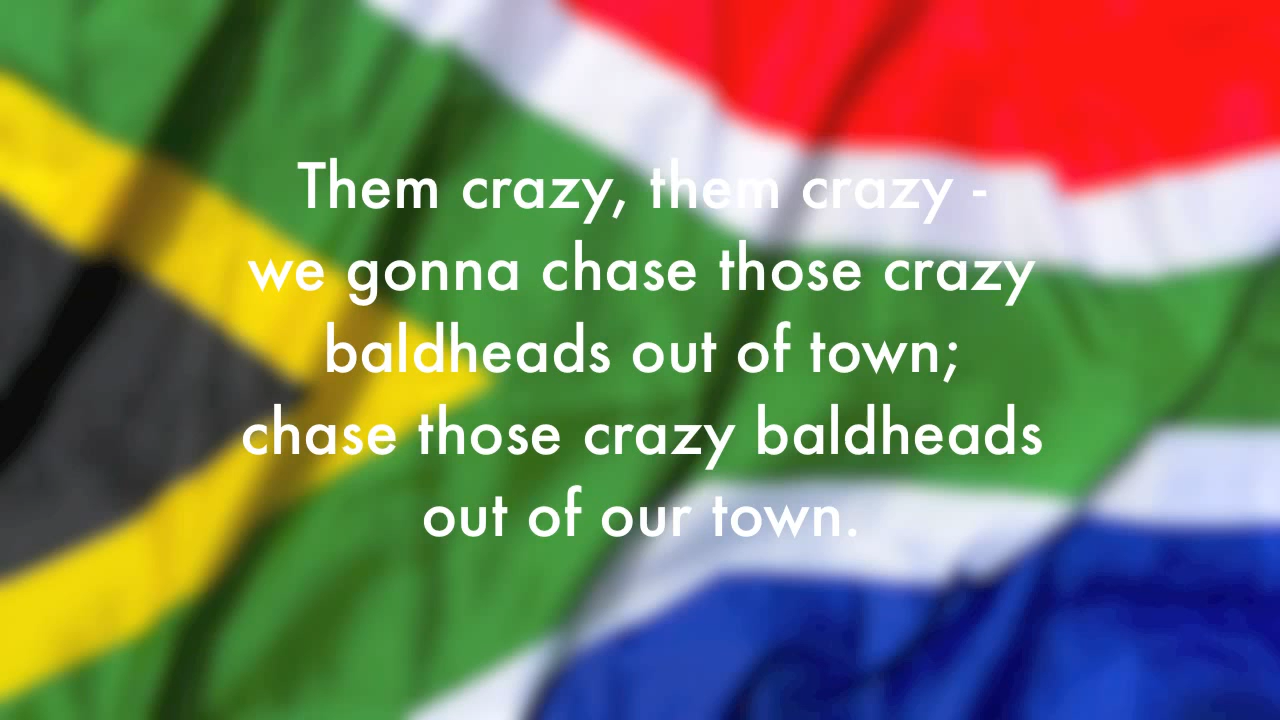 Them crazy, them crazy -
we gonna chase those crazy
baldheads out of town;
chase those crazy baldheads
out of our town.